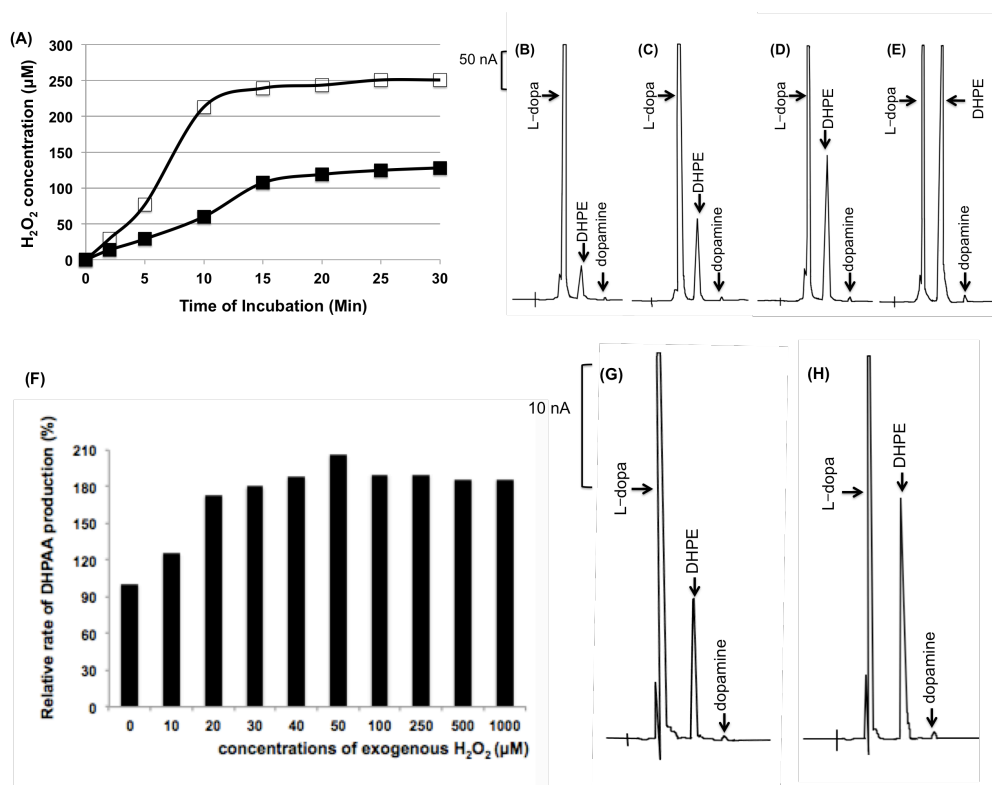 (A)
300
250
200
150
100
50
0
H₂O₂ concentration (µM)
0 5 10 15 20 25 30
Time of Incubation (Min)
50 nA
(B)
L-dopa
DHPE
dopamine
(C)
L-dopa
DHPE
dopamine
(D)
L-dopa
DHPE
dopamine
(E)
L-dopa
DHPE
dopamine
(F)
210
180
150
120
90
60
30
0
Relative rate of DHPAA production (%)
0 10 20 30 40 50 100 250 500 1000
concentrations of exogenous H₂O₂ (µM)
10 nA
(G)
L-dopa
DHPE
dopamine
(H)
L-dopa
DHPE
dopamine